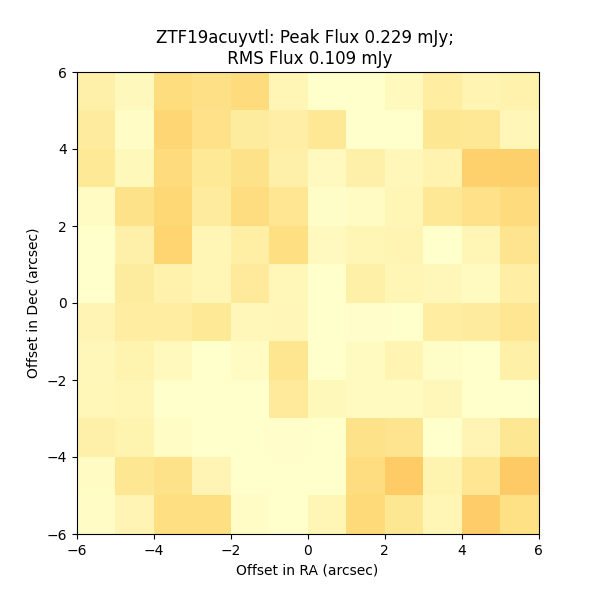 ZTF19acuyvtl: Peak Flux 0.229 mJy;
RMS Flux 0.109 mJy
6
4
2
0
−2
−4
−6
Offset in Dec (arcsec)
−6 −4 −2 0 2 4 6
Offset in RA (arcsec)